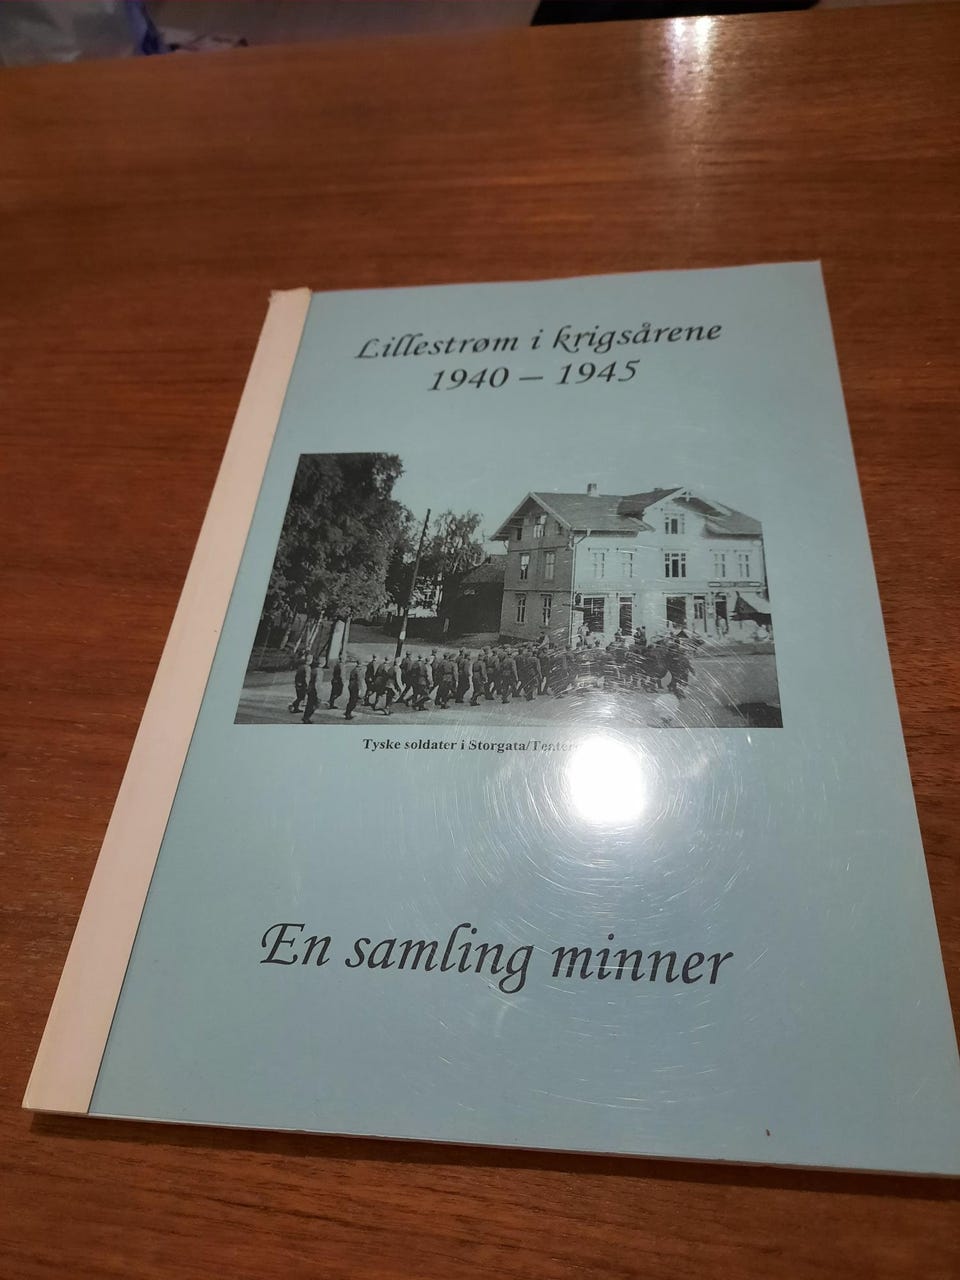 Lillestrøm i krigsårene
1940 – 1945
Tyske soldater i Storgata/
En samling minner